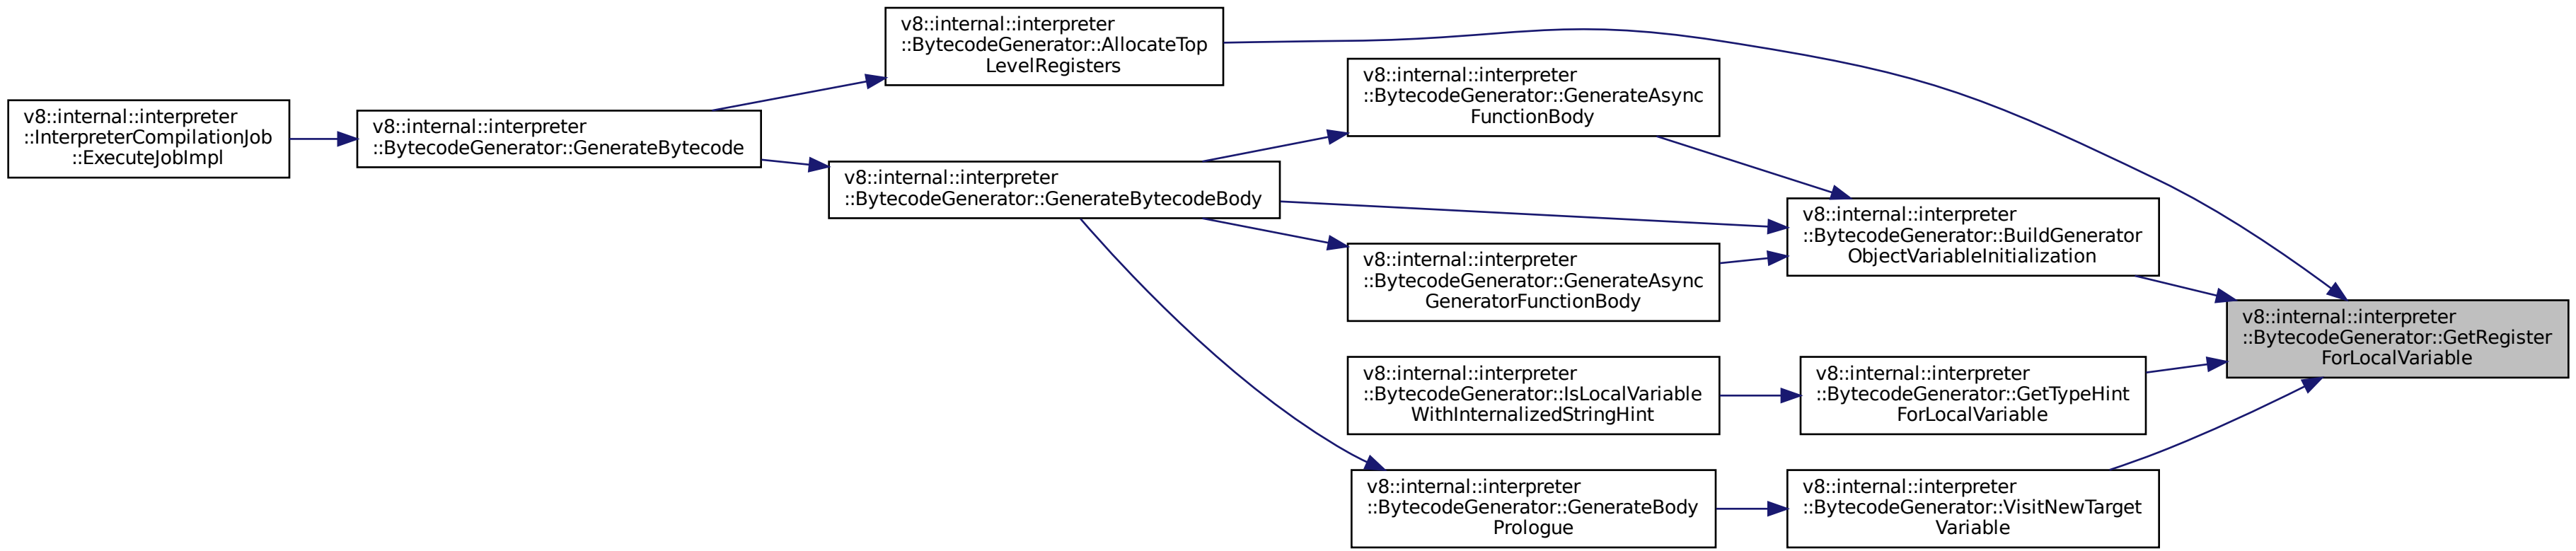 v8::internal::interpreter
::InterpreterCompilationJob
::ExecuteJobImpl
v8::internal::interpreter
::BytecodeGenerator::GenerateBytecode
v8::internal::interpreter
::BytecodeGenerator::AllocateTop
LevelRegisters
v8::internal::interpreter
::BytecodeGenerator::GenerateBytecodeBody
v8::internal::interpreter
::BytecodeGenerator::GenerateAsync
FunctionBody
v8::internal::interpreter
::BytecodeGenerator::GenerateAsync
GeneratorFunctionBody
v8::internal::interpreter
::BytecodeGenerator::IsLocalVariable
WithInternalizedStringHint
v8::internal::interpreter
::BytecodeGenerator::GenerateBody
Prologue
v8::internal::interpreter
::BytecodeGenerator::BuildGenerator
ObjectVariableInitialization
v8::internal::interpreter
::BytecodeGenerator::GetTypeHint
ForLocalVariable
v8::internal::interpreter
::BytecodeGenerator::VisitNewTarget
Variable
v8::internal::interpreter
::BytecodeGenerator::GetRegister
ForLocalVariable